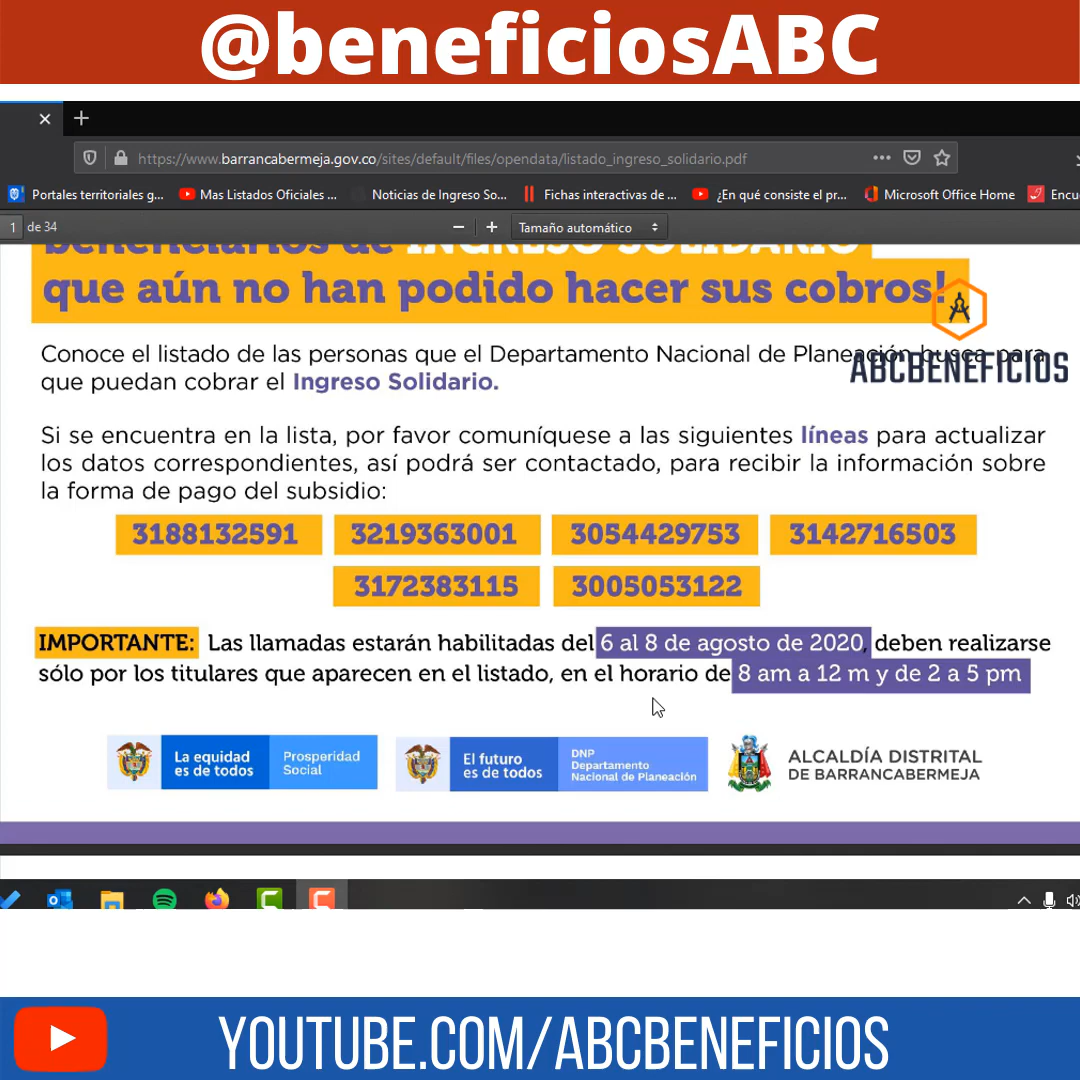 @beneficiosABC
https://www.barrancabermeja.gov.co/sites/default/files/opendata/listado_ingreso_solidario.pdf
Portales territoriales g... Mas Listados Oficiales ... Noticias de Ingreso So... Fichas interactivas de ... ¿En qué consiste el pr... Microsoft Office Home Encu
1 de 34 Tamaño automático
beneficiarios de INGRESO SOLIDARIO
que aún no han podido hacer sus cobros!
Conoce el listado de las personas que el Departamento Nacional de Planeación busca para
ABCBENEFICIOS
que puedan cobrar el Ingreso Solidario.
Si se encuentra en la lista, por favor comuníquese a las siguientes líneas para actualizar
los datos correspondientes, así podrá ser contactado, para recibir la información sobre
la forma de pago del subsidio:
3188132591 3219363001 3054429753 3142716503
3172383115 3005053122
IMPORTANTE: Las llamadas estarán habilitadas del 6 al 8 de agosto de 2020, deben realizarse
sólo por los titulares que aparecen en el listado, en el horario de 8 am a 12 m y de 2 a 5 pm
La equidad
es de todos
Prosperidad
Social
El futuro
es de todos
DNP
Departamento
Nacional de Planeación
ALCALDÍA DISTRITAL
DE BARRANCABERMEJA
YOUTUBE.COM/ABCBENEFICIOS